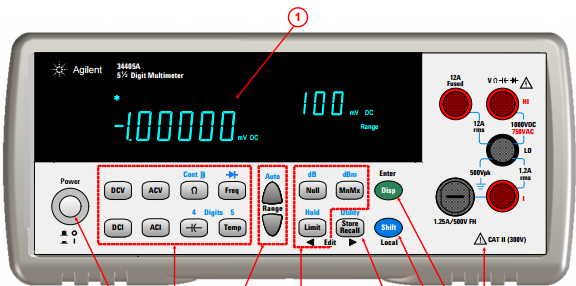 1
Agilent
34405A
5½ Digit Multimeter
*
-1.00000 mV DC
100 mV DC
Range
12A
Fused
V Ω
HI
12A
rms
1000VDC
750VAC
LO
500Vpk
1.2A
rms
I
1.25A/500V FH
CAT II (300V)
Power
Cont )))
DCV
ACV
Ω
Freq
4 Digits 5
DCI
ACI
Temp
Auto
Range
dB
dBm
Null
MnMx
Hold
Utility
Limit
Store
Recall
Edit
Enter
Disp
Shift
Local